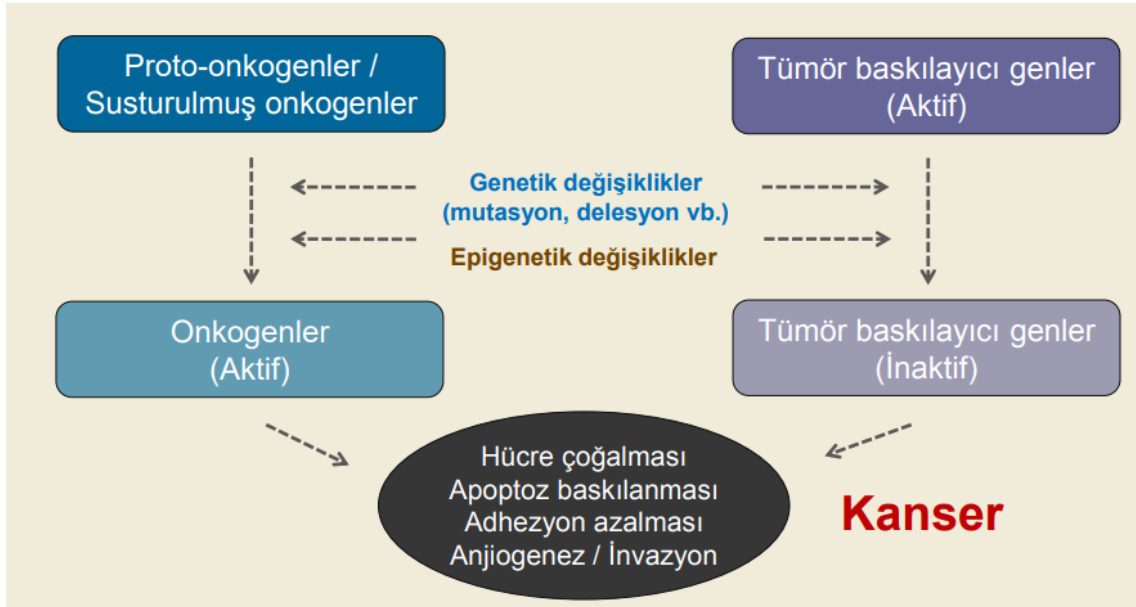 Proto-onkogenler /
Susturulmuş onkogenler
Tümör baskılayıcı genler
(Aktif)
Genetik değişiklikler
(mutasyon, delesyon vb.)
Epigenetik değişiklikler
Onkogenler
(Aktif)
Tümör baskılayıcı genler
(İnaktif)
Hücre çoğalması
Apoptoz baskılanması
Adhezyon azalması
Anjiogenez / İnvazyon
Kanser